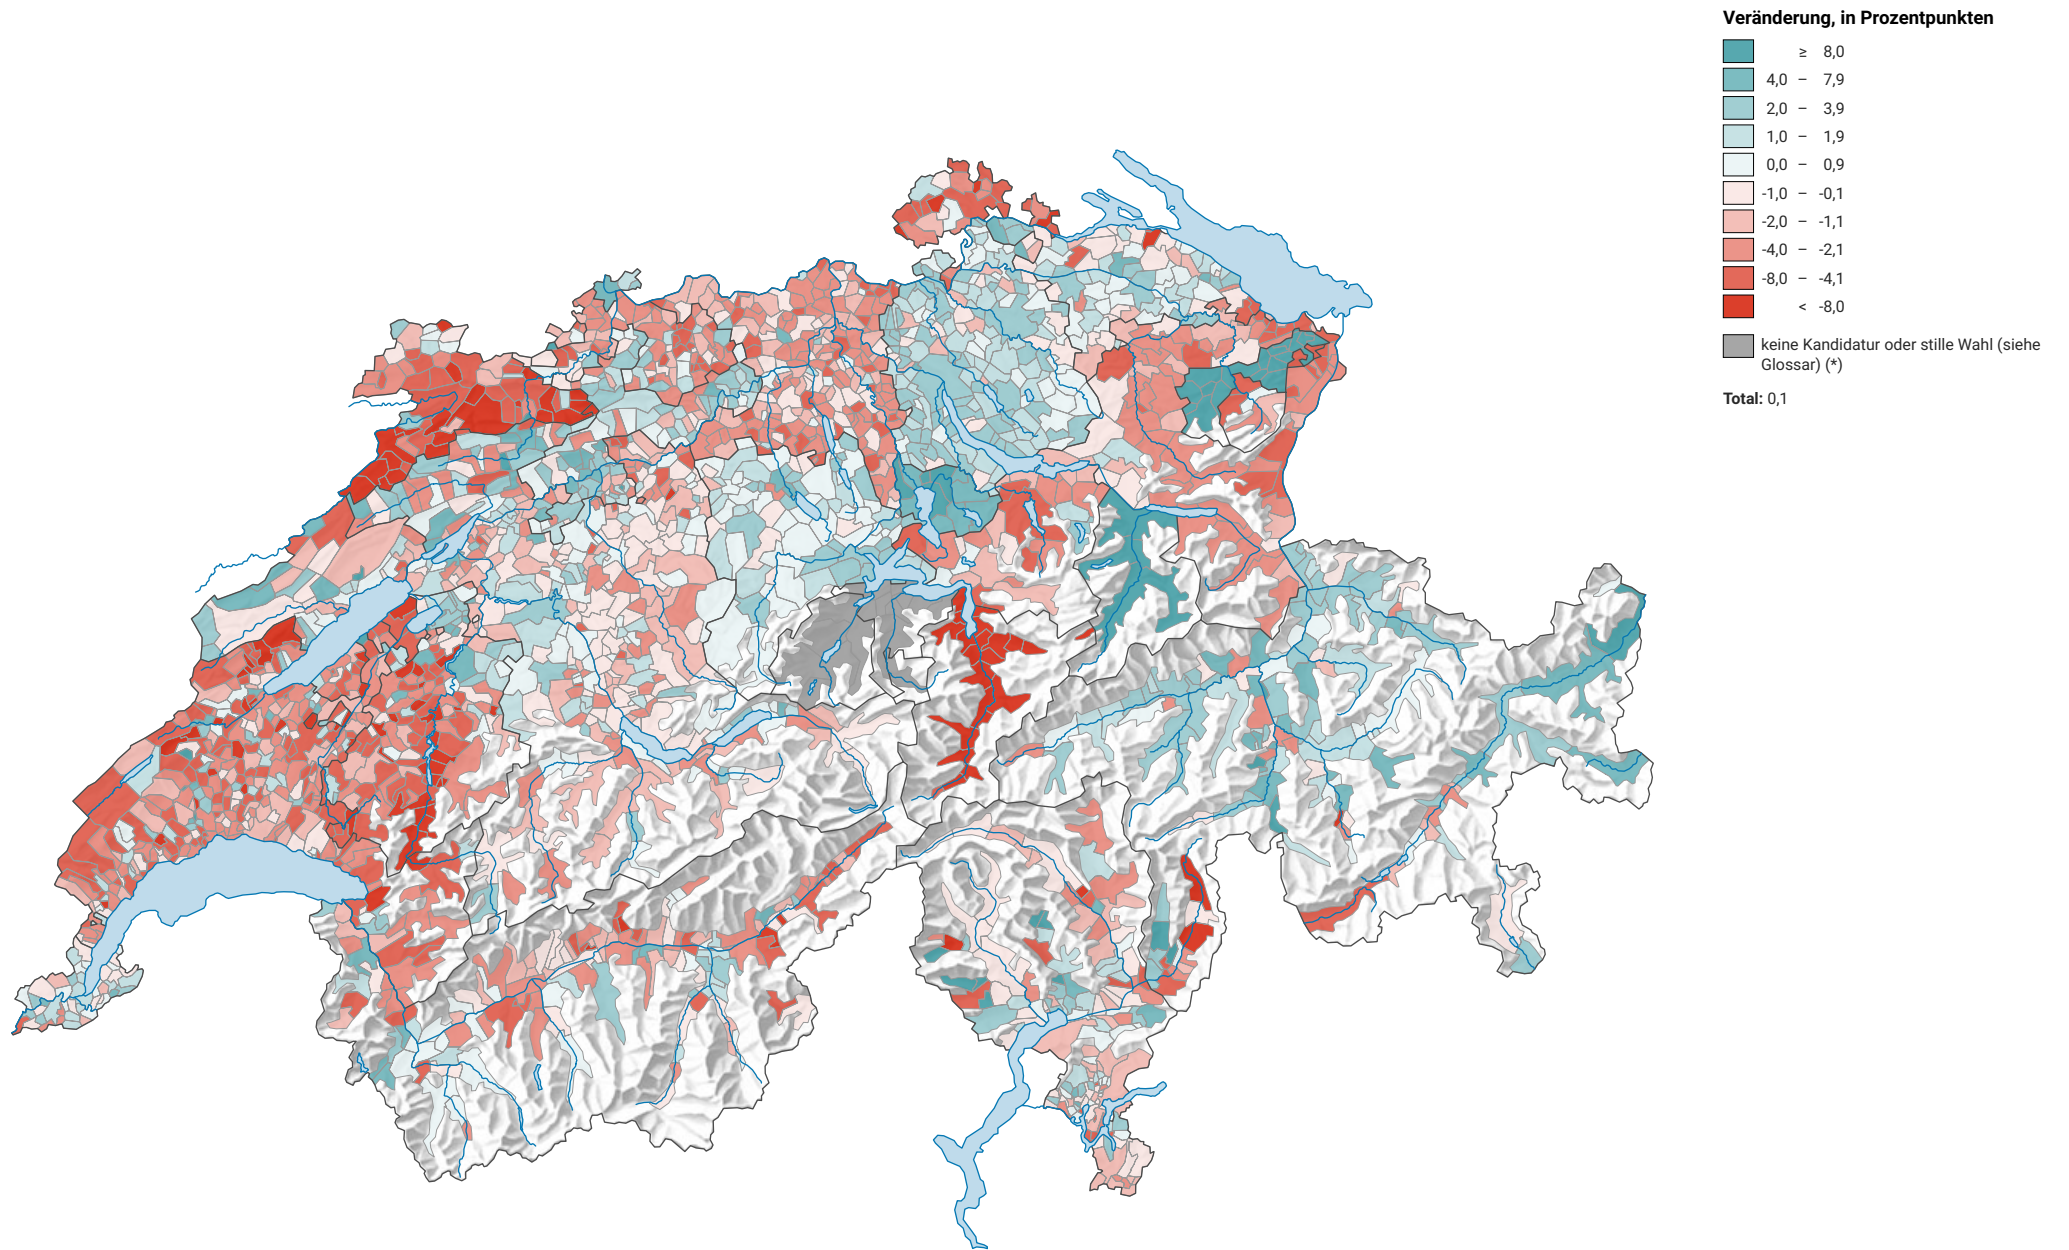 Veränderung, in Prozentpunkten
≥ 8,0
4,0 – 7,9
2,0 – 3,9
1,0 – 1,9
0,0 – 0,9
-1,0 – -0,1
-2,0 – -1,1
-4,0 – -2,1
-8,0 – -4,1
< -8,0
keine Kandidatur oder stille Wahl (siehe
Glossar) (*)
Total: 0,1